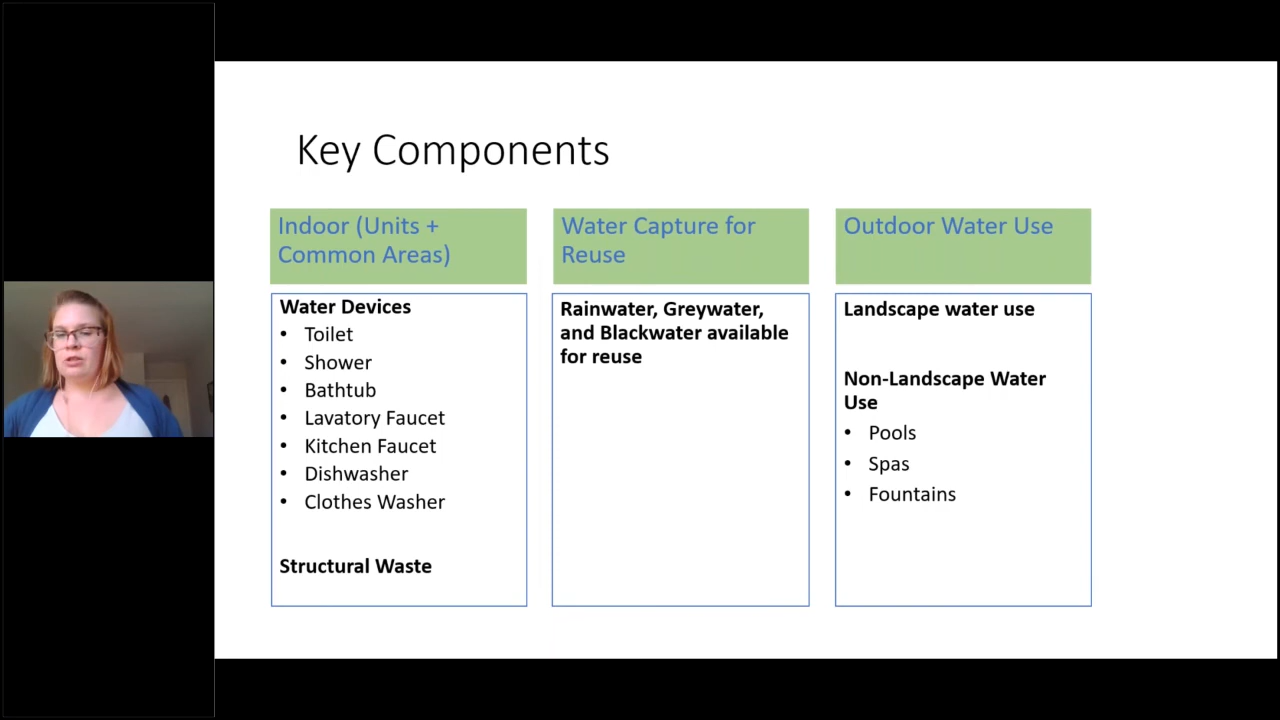 Key Components
Indoor (Units +
Common Areas)
Water Devices
• Toilet
• Shower
• Bathtub
• Lavatory Faucet
• Kitchen Faucet
• Dishwasher
• Clothes Washer
Structural Waste
Water Capture for
Reuse
Rainwater, Greywater,
and Blackwater available
for reuse
Outdoor Water Use
Landscape water use
Non-Landscape Water
Use
• Pools
• Spas
• Fountains